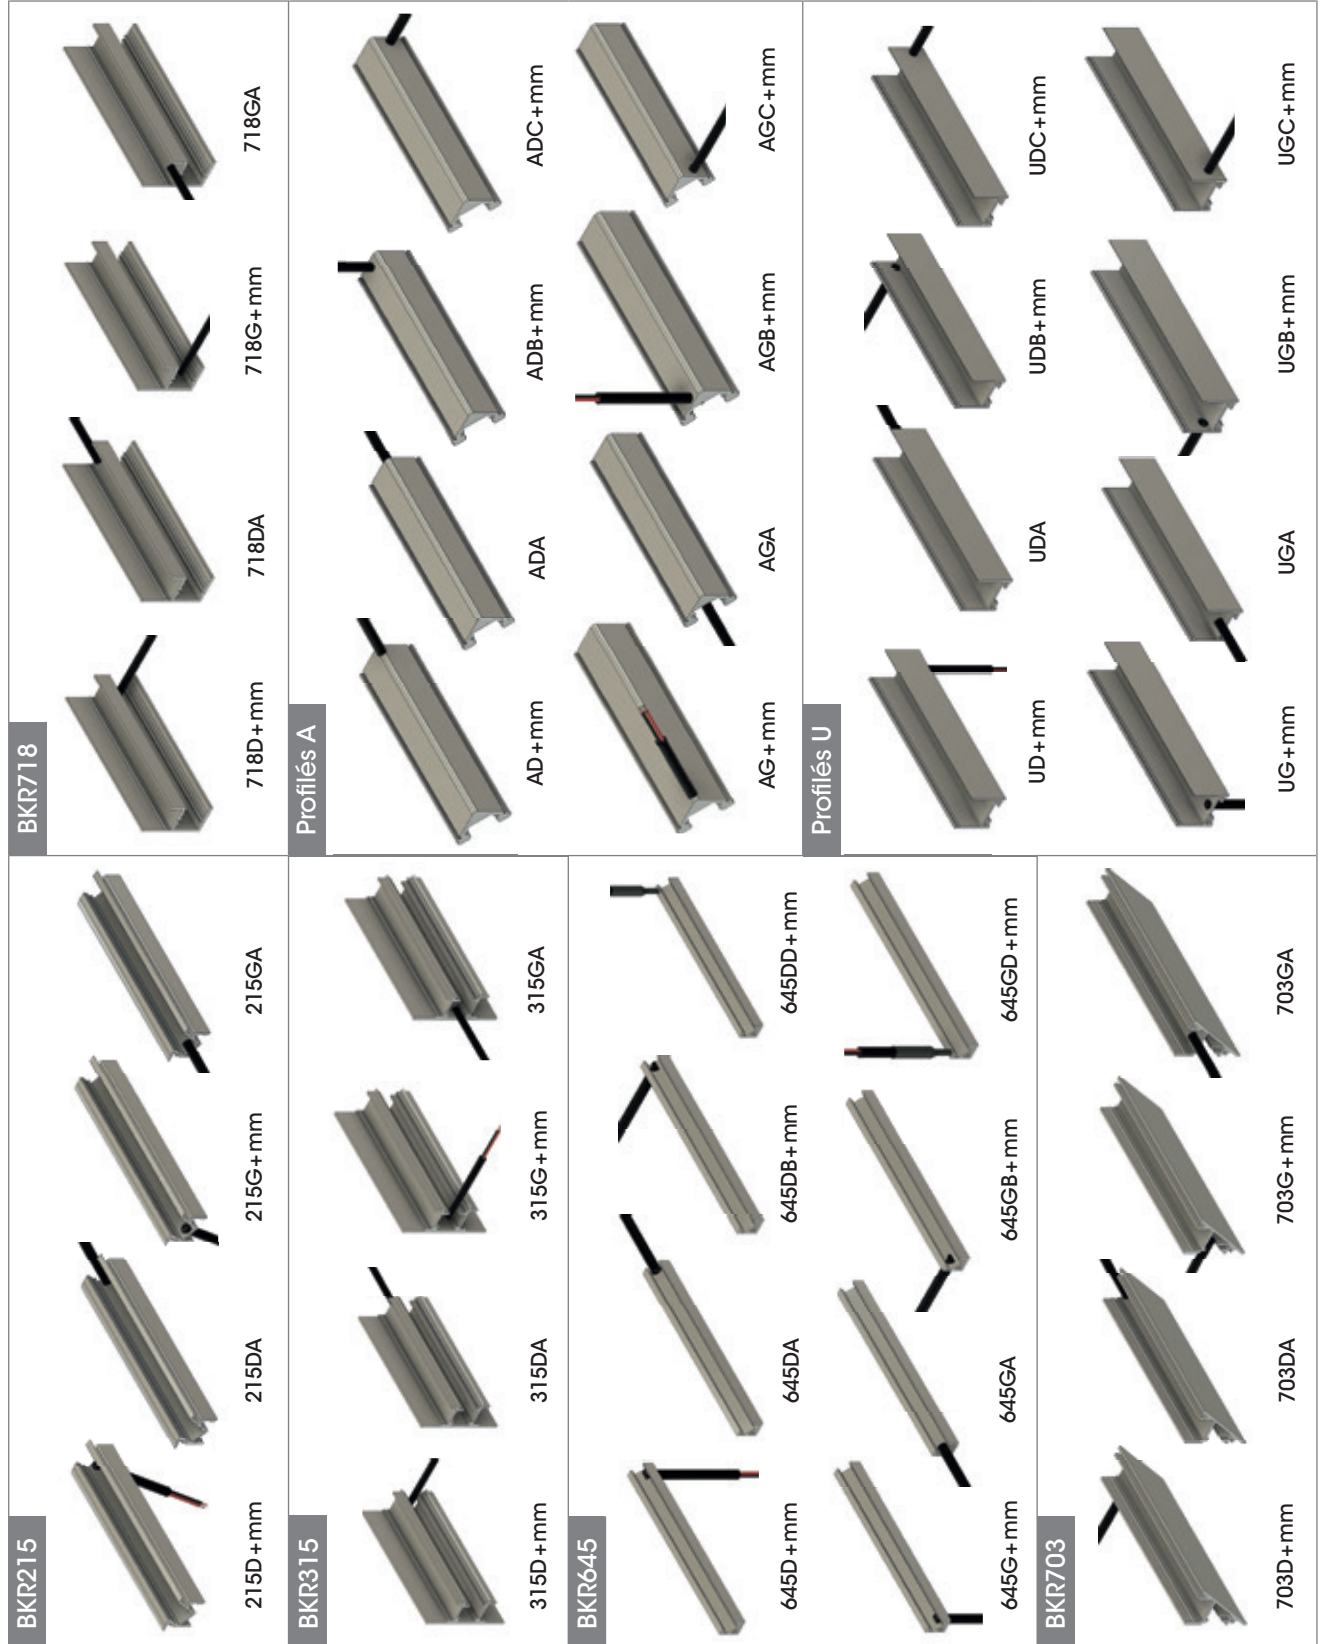 BKR215
215D+mm 215DA 215G+mm 215GA
BKR315
315D+mm 315DA 315G+mm 315GA
BKR645
645D+mm 645DA 645DB+mm 645DD+mm
645G+mm 645GA 645GB+mm 645GD+mm
BKR703
703D+mm 703DA 703G+mm 703GA
BKR718
718D+mm 718DA 718G+mm 718GA
Profilés A
AD+mm ADA ADB+mm ADC+mm
AG+mm AGA AGB+mm AGC+mm
Profilés U
UD+mm UDA UDB+mm UDC+mm
UG+mm UGA UGB+mm UGC+mm